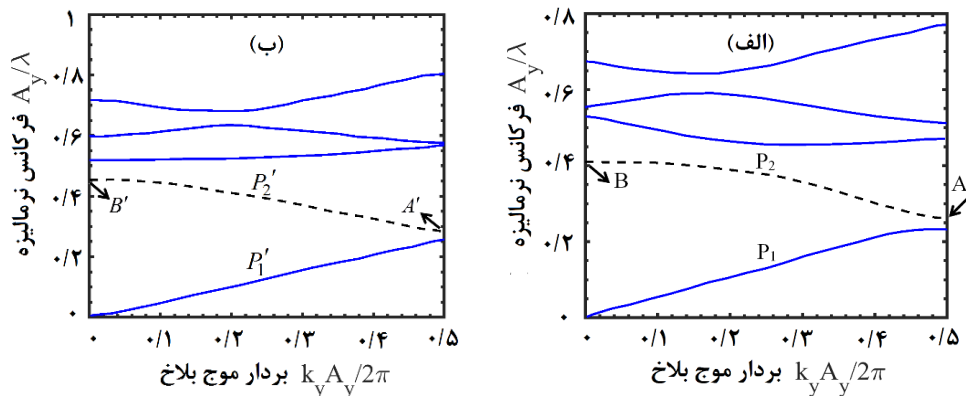 (الف)
۰/۸
۰/۶
۰/۴
۰/۲
۰
فرکانس نرمالیزه A_y/λ
P₂
P₁
A
B
۰ ۰/۱ ۰/۲ ۰/۳ ۰/۴ ۰/۵
بردار موج بلاخ k_yA_y/2π
(ب)
۱
۰/۸
۰/۶
۰/۴
۰/۲
۰
فرکانس نرمالیزه A_y/λ
P₂′
P₁′
A′
B′
۰ ۰/۱ ۰/۲ ۰/۳ ۰/۴ ۰/۵
بردار موج بلاخ k_yA_y/2π